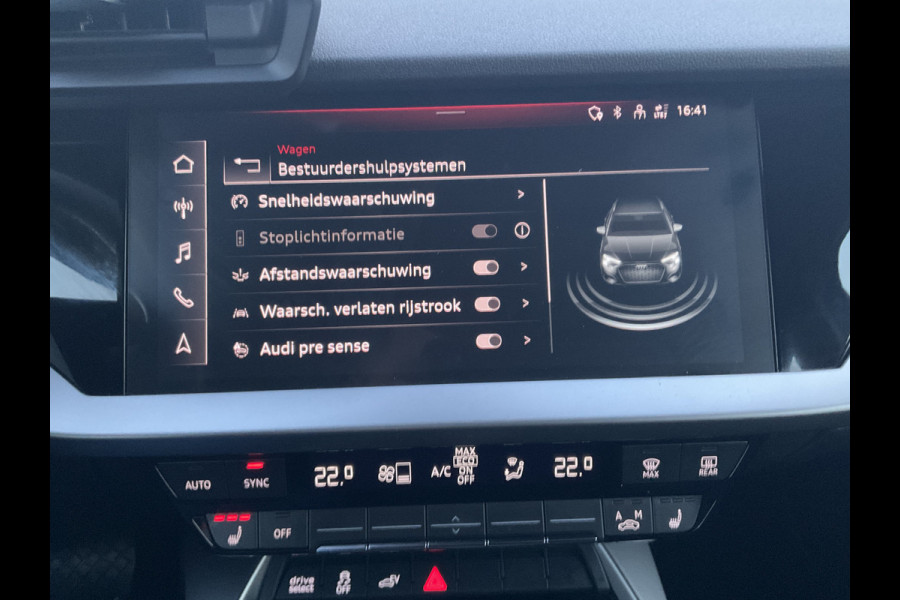 16:41
Wagen
Bestuurdershulpsystemen
Snelheidswaarschuwing >
Stoplichtinformatie
Afstandswaarschuwing >
Waarsch. verlaten rijstrook >
Audi pre sense >
AUTO SYNC 22.0 A/C MAX ECO ON OFF 22.0 MAX REAR
OFF A M
drive select OFF EV